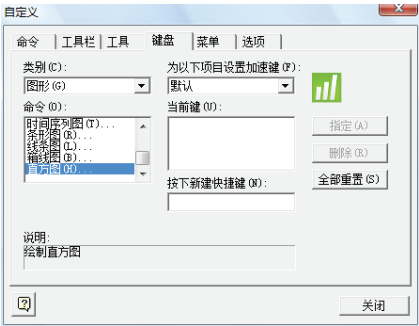 自定义
命令 工具栏 工具 键盘 菜单 选项
类别(C): 为以下项目设置加速键(F):
图形(G) 默认
命令(O): 当前键(U):
时间序列图(T)...
条形图(R)...
线条图(L)...
箱线图(B)...
直方图(H)...
指定(A)
删除(R)
全部重置(S)
按下新建快捷键(N):
说明:
绘制直方图
关闭